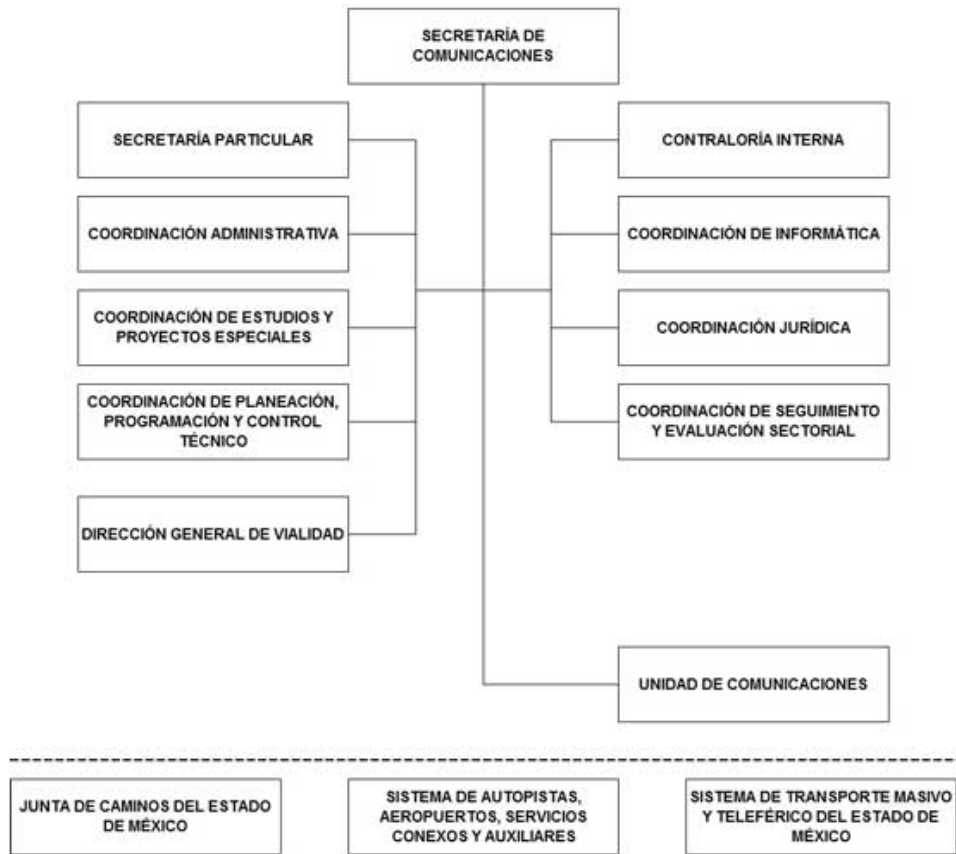 SECRETARÍA DE
COMUNICACIONES
SECRETARÍA PARTICULAR
CONTRALORÍA INTERNA
COORDINACIÓN ADMINISTRATIVA
COORDINACIÓN DE INFORMÁTICA
COORDINACIÓN DE ESTUDIOS Y
PROYECTOS ESPECIALES
COORDINACIÓN JURÍDICA
COORDINACIÓN DE PLANEACIÓN,
PROGRAMACIÓN Y CONTROL
TÉCNICO
COORDINACIÓN DE SEGUIMIENTO
Y EVALUACIÓN SECTORIAL
DIRECCIÓN GENERAL DE VIALIDAD
UNIDAD DE COMUNICACIONES
JUNTA DE CAMINOS DEL ESTADO
DE MÉXICO
SISTEMA DE AUTOPISTAS,
AEROPUERTOS, SERVICIOS
CONEXOS Y AUXILIARES
SISTEMA DE TRANSPORTE MASIVO
Y TELEFÉRICO DEL ESTADO DE
MÉXICO